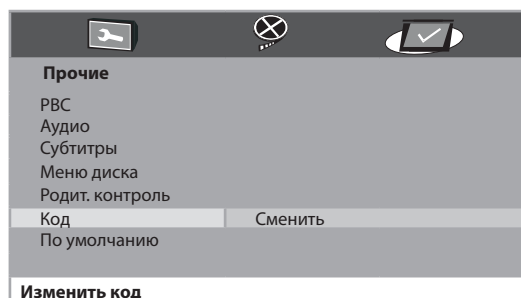 Прочие
PBC
Аудио
Субтитры
Меню диска
Родит. контроль
Код Сменить
По умолчанию
Изменить код